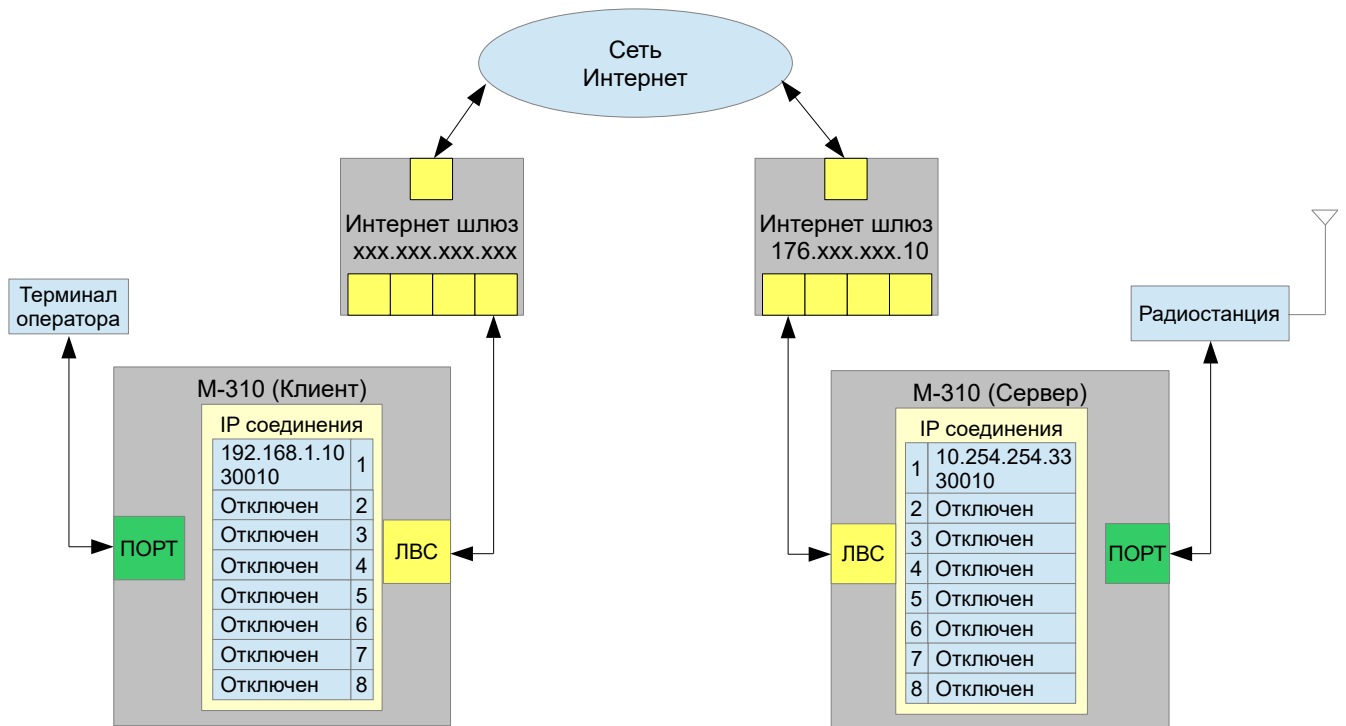 Сеть
Интернет
Интернет шлюз
xxx.xxx.xxx.xxx
Интернет шлюз
176.xxx.xxx.10
Терминал
оператора
Радиостанция
М-310 (Клиент)
IP соединения
192.168.1.10
30010
1
Отключен 2
Отключен 3
Отключен 4
Отключен 5
Отключен 6
Отключен 7
Отключен 8
ПОРТ
ЛВС
М-310 (Сервер)
IP соединения
1
10.254.254.33
30010
2 Отключен
3 Отключен
4 Отключен
5 Отключен
6 Отключен
7 Отключен
8 Отключен
ЛВС
ПОРТ